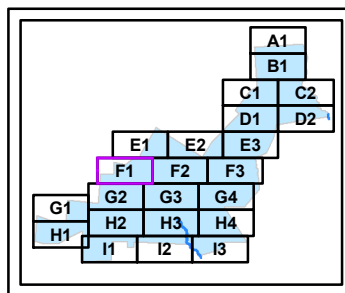 A1
B1
C1 C2
D1 D2
E1 E2 E3
F1 F2 F3
G1 G2 G3 G4
H1 H2 H3 H4
I1 I2 I3